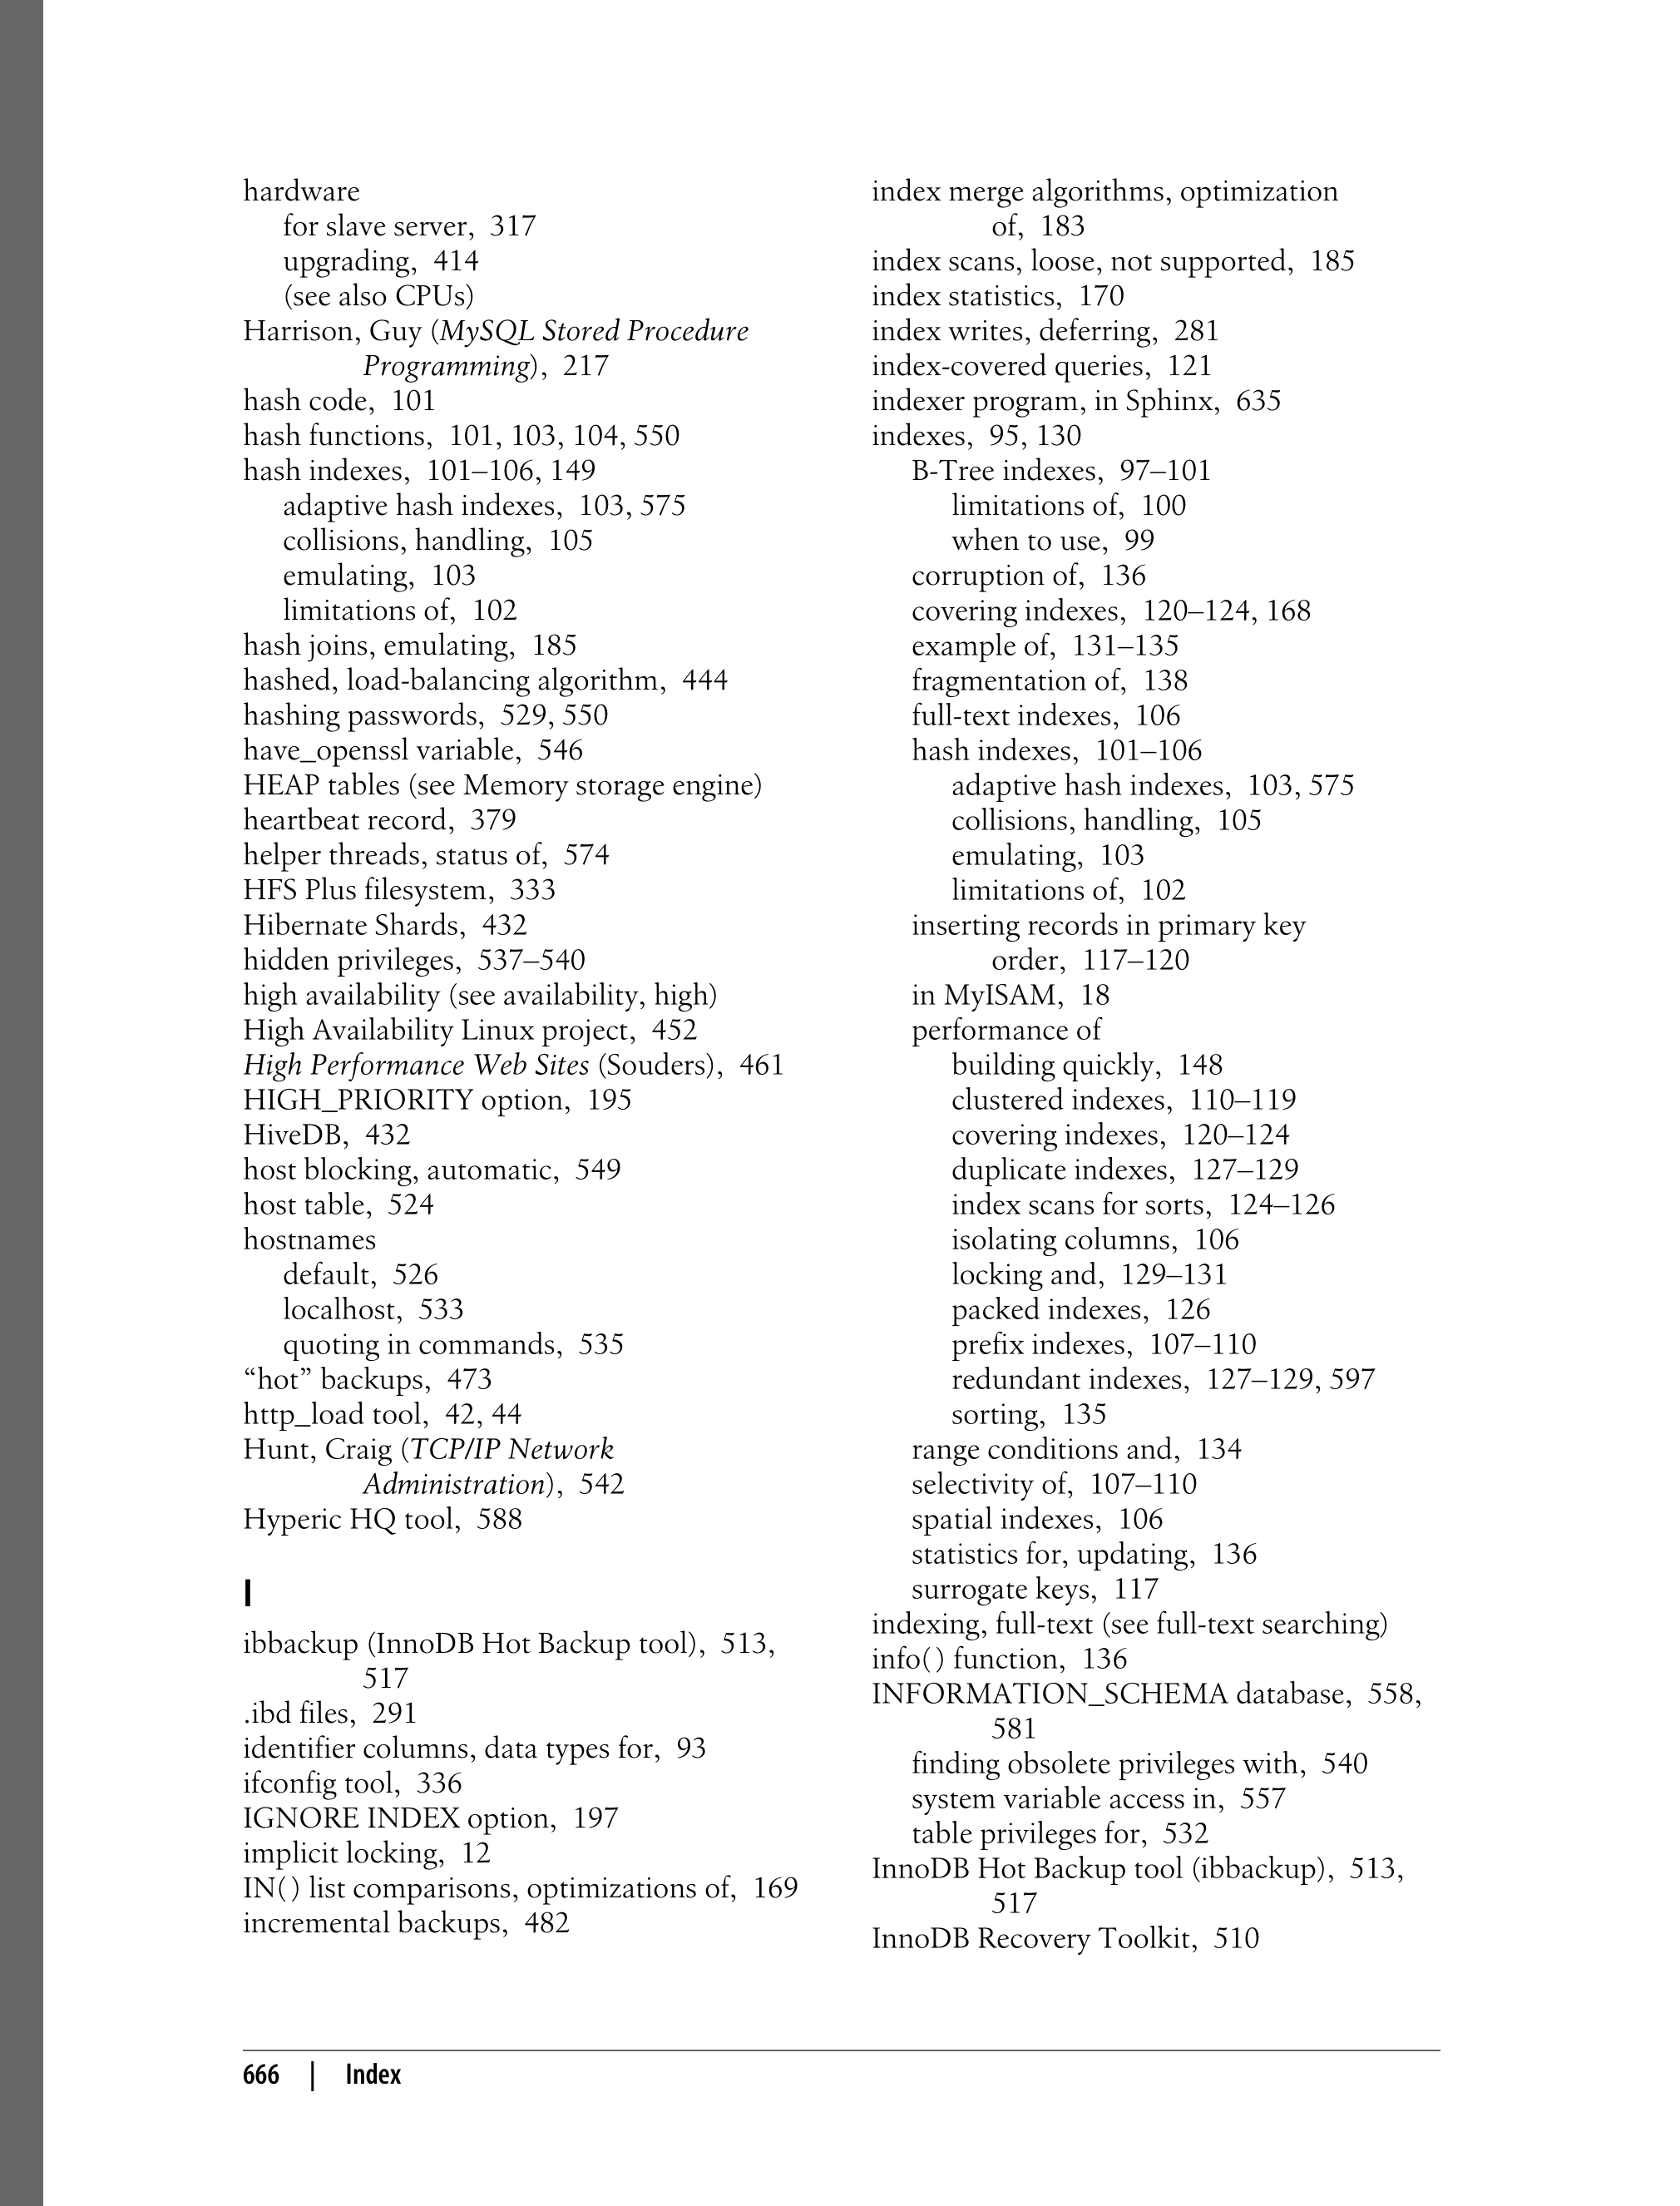 hardware
for slave server, 317
upgrading, 414
(see also CPUs)
Harrison, Guy (MySQL Stored Procedure
Programming), 217
hash code, 101
hash functions, 101, 103, 104, 550
hash indexes, 101–106, 149
adaptive hash indexes, 103, 575
collisions, handling, 105
emulating, 103
limitations of, 102
hash joins, emulating, 185
hashed, load-balancing algorithm, 444
hashing passwords, 529, 550
have_openssl variable, 546
HEAP tables (see Memory storage engine)
heartbeat record, 379
helper threads, status of, 574
HFS Plus filesystem, 333
Hibernate Shards, 432
hidden privileges, 537–540
high availability (see availability, high)
High Availability Linux project, 452
High Performance Web Sites (Souders), 461
HIGH_PRIORITY option, 195
HiveDB, 432
host blocking, automatic, 549
host table, 524
hostnames
default, 526
localhost, 533
quoting in commands, 535
“hot” backups, 473
http_load tool, 42, 44
Hunt, Craig (TCP/IP Network
Administration), 542
Hyperic HQ tool, 588
I
ibbackup (InnoDB Hot Backup tool), 513,
517
.ibd files, 291
identifier columns, data types for, 93
ifconfig tool, 336
IGNORE INDEX option, 197
implicit locking, 12
IN() list comparisons, optimizations of, 169
incremental backups, 482
index merge algorithms, optimization
of, 183
index scans, loose, not supported, 185
index statistics, 170
index writes, deferring, 281
index-covered queries, 121
indexer program, in Sphinx, 635
indexes, 95, 130
B-Tree indexes, 97–101
limitations of, 100
when to use, 99
corruption of, 136
covering indexes, 120–124, 168
example of, 131–135
fragmentation of, 138
full-text indexes, 106
hash indexes, 101–106
adaptive hash indexes, 103, 575
collisions, handling, 105
emulating, 103
limitations of, 102
inserting records in primary key
order, 117–120
in MyISAM, 18
performance of
building quickly, 148
clustered indexes, 110–119
covering indexes, 120–124
duplicate indexes, 127–129
index scans for sorts, 124–126
isolating columns, 106
locking and, 129–131
packed indexes, 126
prefix indexes, 107–110
redundant indexes, 127–129, 597
sorting, 135
range conditions and, 134
selectivity of, 107–110
spatial indexes, 106
statistics for, updating, 136
surrogate keys, 117
indexing, full-text (see full-text searching)
info() function, 136
INFORMATION_SCHEMA database, 558,
581
finding obsolete privileges with, 540
system variable access in, 557
table privileges for, 532
InnoDB Hot Backup tool (ibbackup), 513,
517
InnoDB Recovery Toolkit, 510
666 | Index